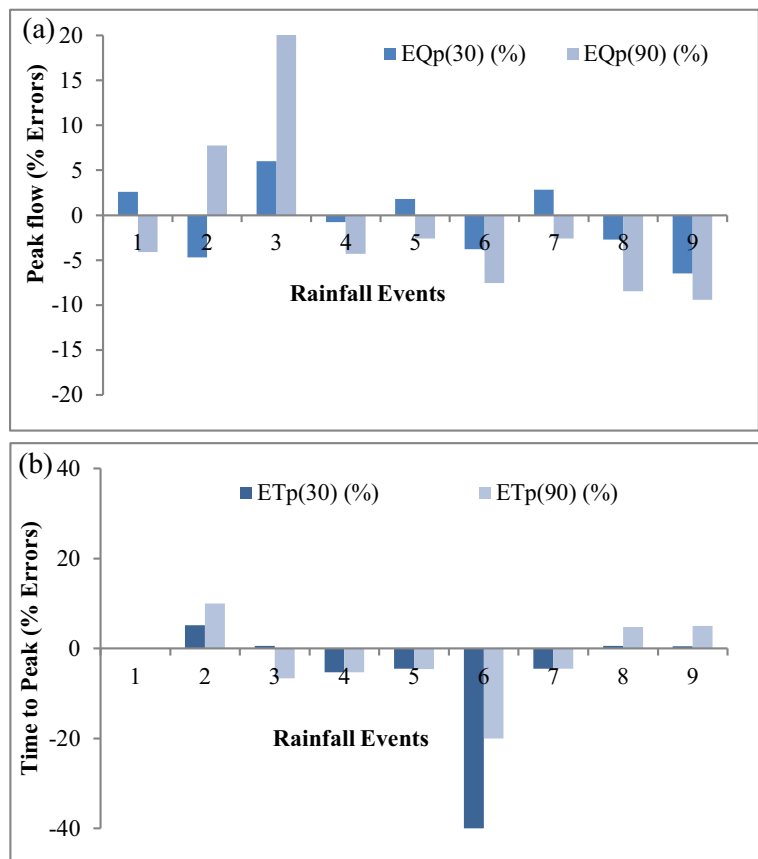 (a)
20
EQp(30) (%) EQp(90) (%)
15
10
5
0
1 2 3 4 5 6 7 8 9
-5
Rainfall Events
-10
-15
-20
Peak flow (% Errors)
(b)
40
ETp(30) (%) ETp(90) (%)
20
0
1 2 3 4 5 6 7 8 9
-20
Rainfall Events
-40
Time to Peak (% Errors)